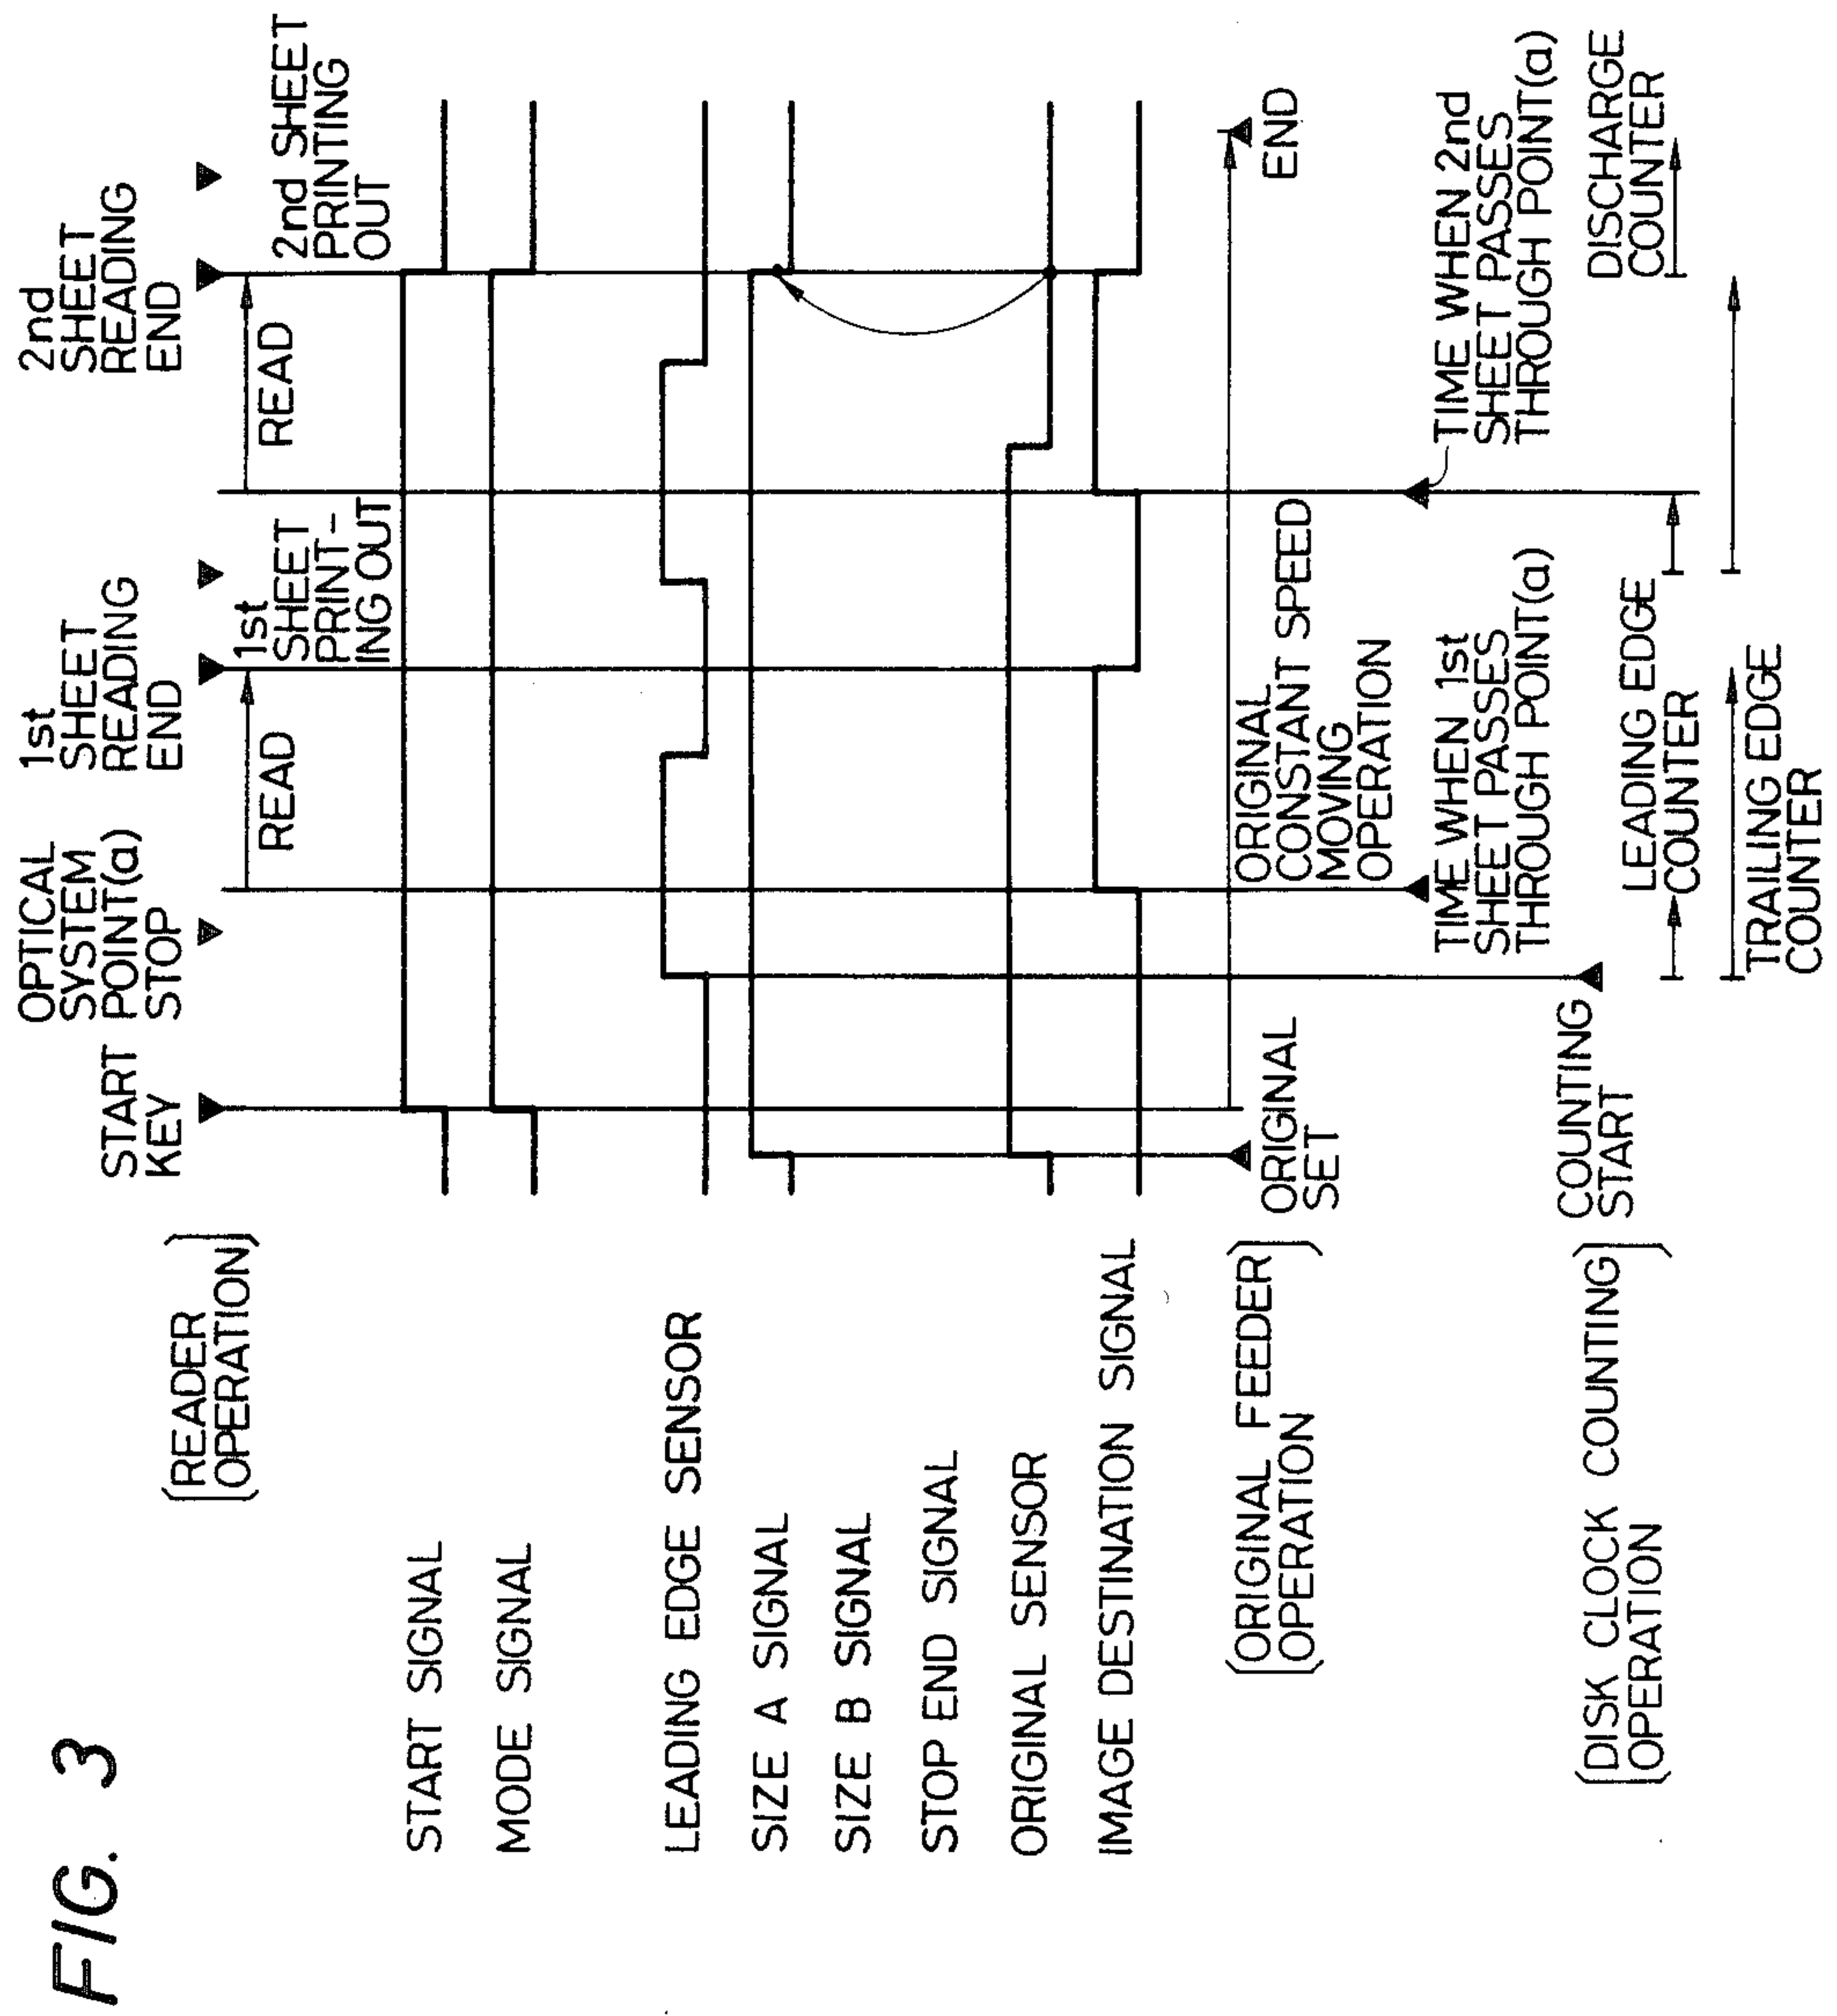 FIG. 3
START
KEY
OPTICAL
SYSTEM
POINT(a)
STOP
1st
SHEET
READING
END
2nd
SHEET
READING
END
(READER
OPERATION)
READ
1st
SHEET
PRINT-
ING OUT
READ
2nd SHEET
PRINTING
OUT
START SIGNAL
MODE SIGNAL
LEADING EDGE SENSOR
SIZE A SIGNAL
SIZE B SIGNAL
STOP END SIGNAL
ORIGINAL SENSOR
IMAGE DESTINATION SIGNAL
(ORIGINAL FEEDER
OPERATION)
ORIGINAL
SET
ORIGINAL
CONSTANT SPEED
MOVING
OPERATION
END
TIME WHEN 1st
SHEET PASSES
THROUGH POINT(a)
TIME WHEN 2nd
SHEET PASSES
THROUGH POINT(a)
(DISK CLOCK COUNTING
OPERATION)
COUNTING
START
LEADING EDGE
COUNTER
DISCHARGE
COUNTER
TRAILING EDGE
COUNTER